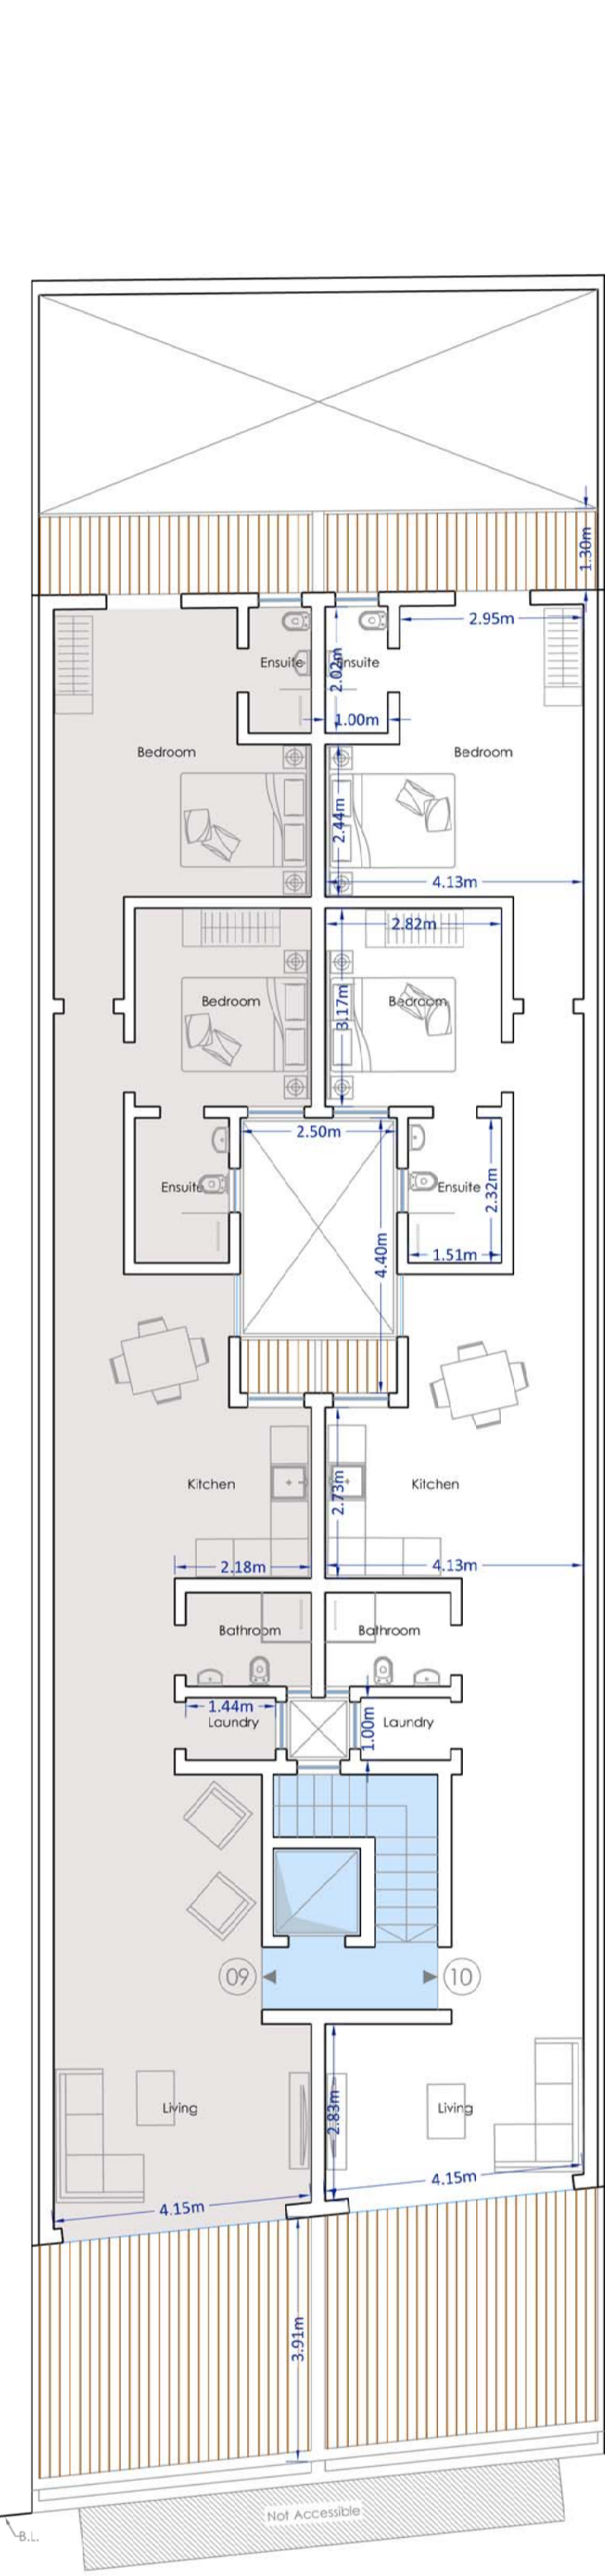 1.30m
2.95m
Ensuite
Ensuite
2.02m
1.00m
Bedroom
Bedroom
2.44m
4.13m
2.82m
Bedroom
Bedroom
3.17m
2.50m
Ensuite
Ensuite
2.32m
4.40m
1.51m
Kitchen
Kitchen
2.73m
2.18m
4.13m
Bathroom
Bathroom
1.44m
Laundry
Laundry
1.00m
09
10
Living
Living
2.83m
4.15m
4.15m
3.91m
Not Accessible
B.L.